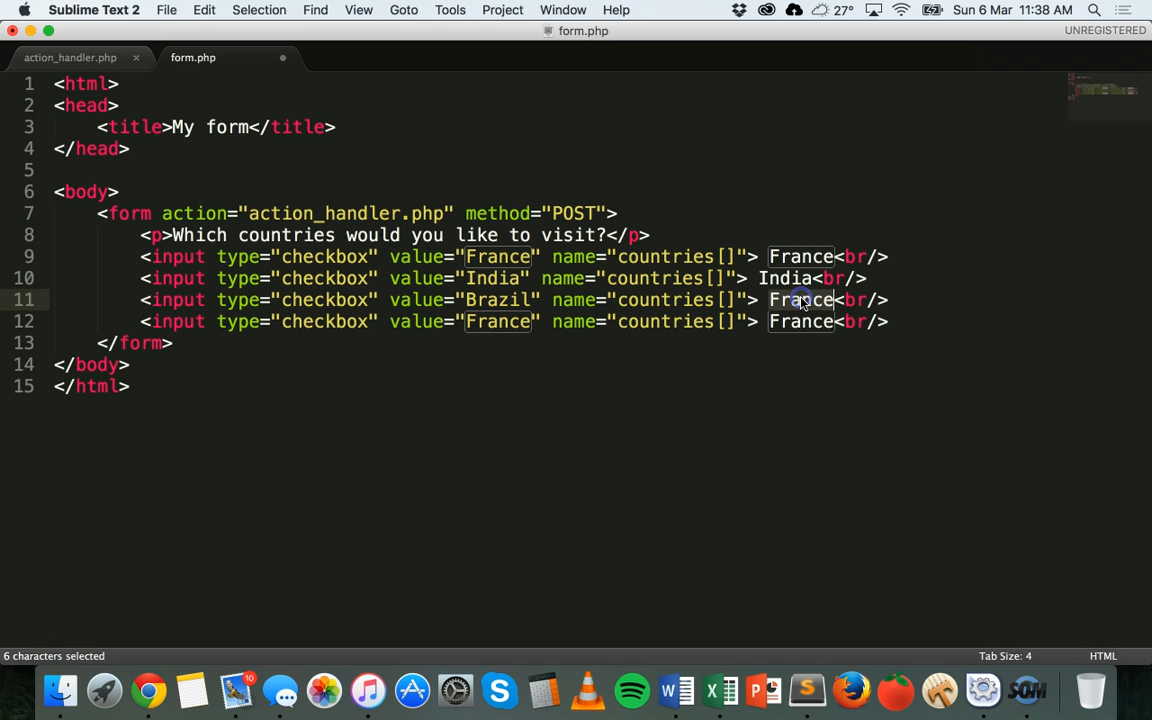 Sublime Text 2 File Edit Selection Find View Goto Tools Project Window Help 27° Sun 6 Mar 11:38 AM
form.php UNREGISTERED
action_handler.php × form.php
1 <html>
2 <head>
3 <title>My form</title>
4 </head>
5
6 <body>
7 <form action="action_handler.php" method="POST">
8 <p>Which countries would you like to visit?</p>
9 <input type="checkbox" value="France" name="countries[]"> France<br/>
10 <input type="checkbox" value="India" name="countries[]"> India<br/>
11 <input type="checkbox" value="Brazil" name="countries[]"> France<br/>
12 <input type="checkbox" value="France" name="countries[]"> France<br/>
13 </form>
14 </body>
15 </html>
6 characters selected Tab Size: 4 HTML
10
SOM